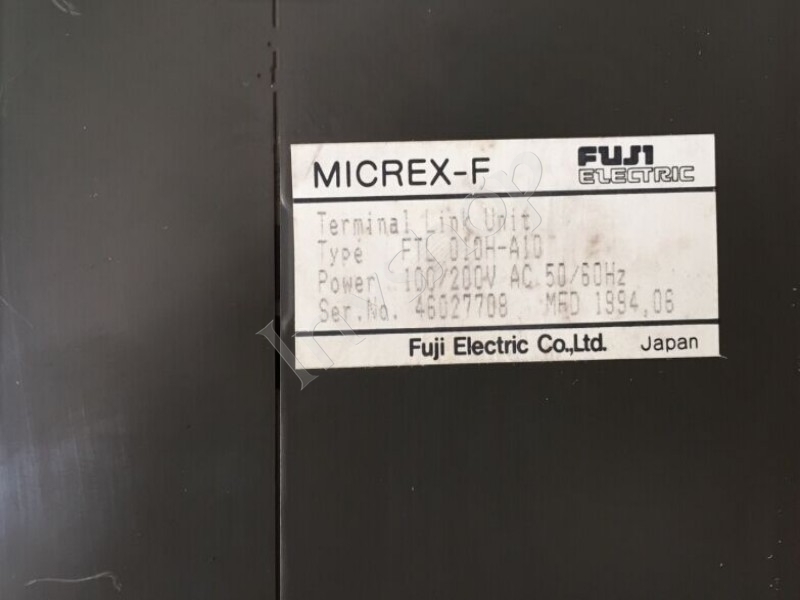 MICREX-F FUJI ELECTRIC
Terminal Link Unit
Type FTL 010H-A10
Power 100/200V AC 50/60Hz
Ser.No. 46027708 MFD 1994,06
Fuji Electric Co.,Ltd. Japan